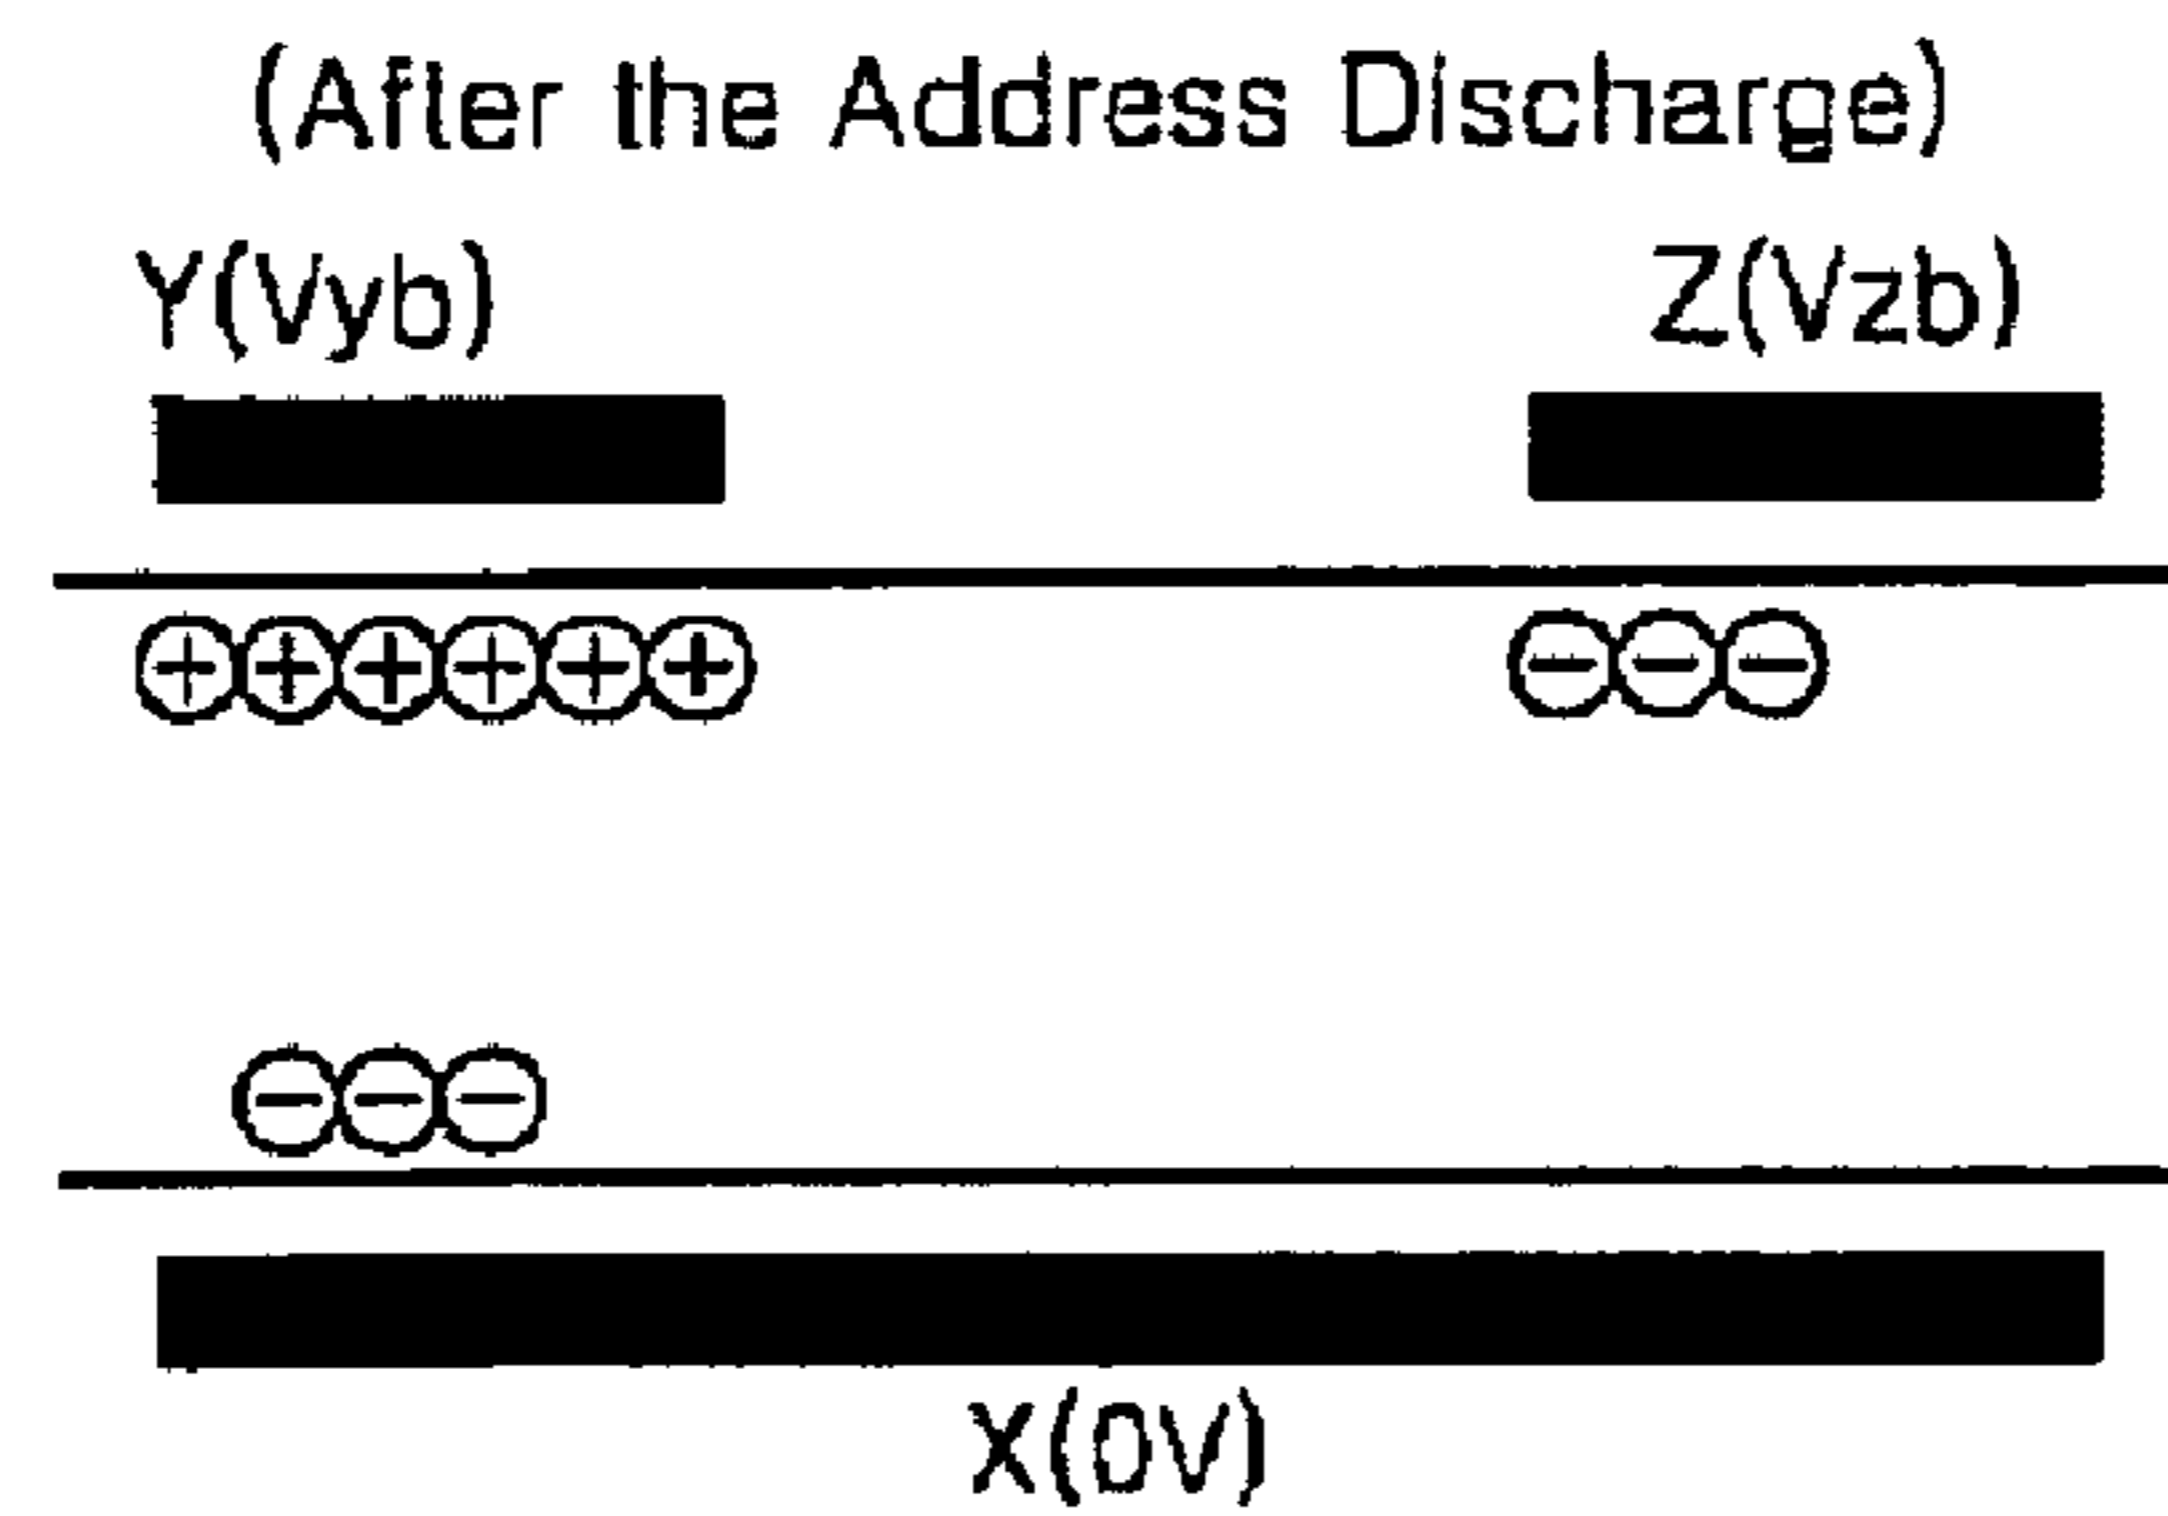 (After the Address Discharge)
Y(Vyb) Z(Vzb)
X(0V)